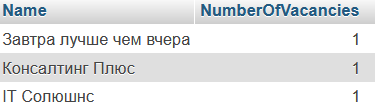 Name NumberOfVacancies
Завтра лучше чем вчера 1
Консалтинг Плюс 1
IT Солюшнс 1